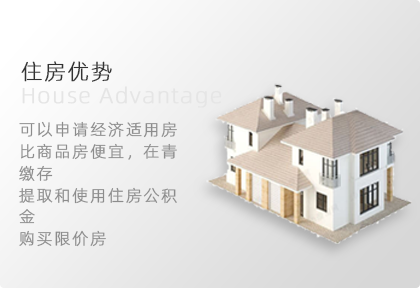 住房优势
House Advantage
可以申请经济适用房
比商品房便宜，在青
缴存
提取和使用住房公积
金
购买限价房